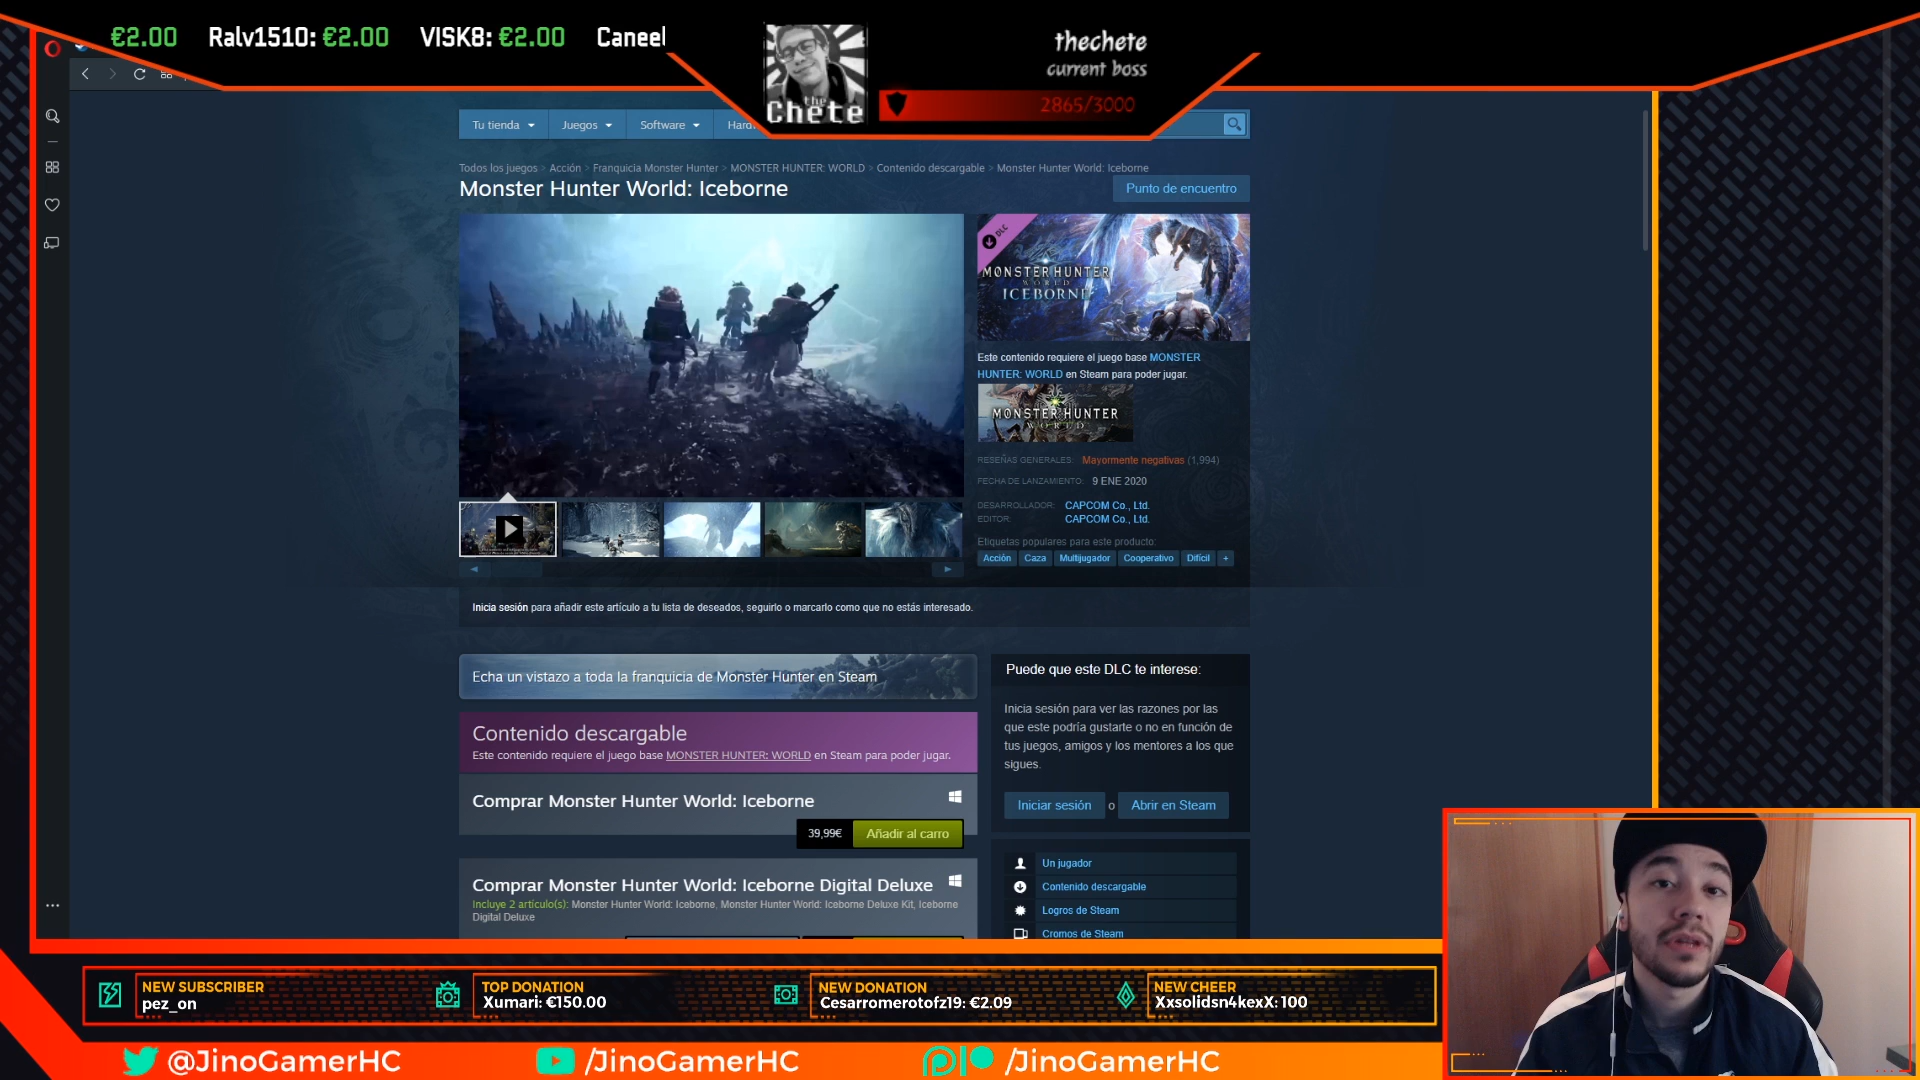 €2.00 Ralv1510: €2.00 VISK8: €2.00 Caneel
the
Chete
thechete
current boss
2865/3000
Tu tienda
Juegos
Software
Todos los juegos > Acción > Franquicia Monster Hunter > MONSTER HUNTER: WORLD > Contenido descargable > Monster Hunter World: Iceborne
Monster Hunter World: Iceborne
Punto de encuentro
DLC
MONSTER HUNTER
WORLD
ICEBORNE
Este contenido requiere el juego base MONSTER
HUNTER: WORLD en Steam para poder jugar.
MONSTER HUNTER
WORLD
RESEÑAS GENERALES: Mayormente negativas (1,994)
FECHA DE LANZAMIENTO: 9 ENE 2020
DESARROLLADOR: CAPCOM Co., Ltd.
EDITOR: CAPCOM Co., Ltd.
Etiquetas populares para este producto:
Acción Caza Multijugador Cooperativo Difícil +
Inicia sesión para añadir este artículo a tu lista de deseados, seguirlo o marcarlo como que no estás interesado.
Echa un vistazo a toda la franquicia de Monster Hunter en Steam
Contenido descargable
Este contenido requiere el juego base MONSTER HUNTER: WORLD en Steam para poder jugar.
Comprar Monster Hunter World: Iceborne
39,99€ Añadir al carro
Comprar Monster Hunter World: Iceborne Digital Deluxe
Incluye 2 artículo(s): Monster Hunter World: Iceborne, Monster Hunter World: Iceborne Deluxe Kit, Iceborne
Digital Deluxe
Puede que este DLC te interese:
Inicia sesión para ver las razones por las
que este podría gustarte o no en función de
tus juegos, amigos y los mentores a los que
sigues.
Iniciar sesión o Abrir en Steam
Un jugador
Contenido descargable
Logros de Steam
Cromos de Steam
NEW SUBSCRIBER
pez_on
TOP DONATION
Xumari: €150.00
NEW DONATION
Cesarromerotofz19: €2.09
NEW CHEER
Xxsolidsn4kexX: 100
@JinoGamerHC
/JinoGamerHC
/JinoGamerHC